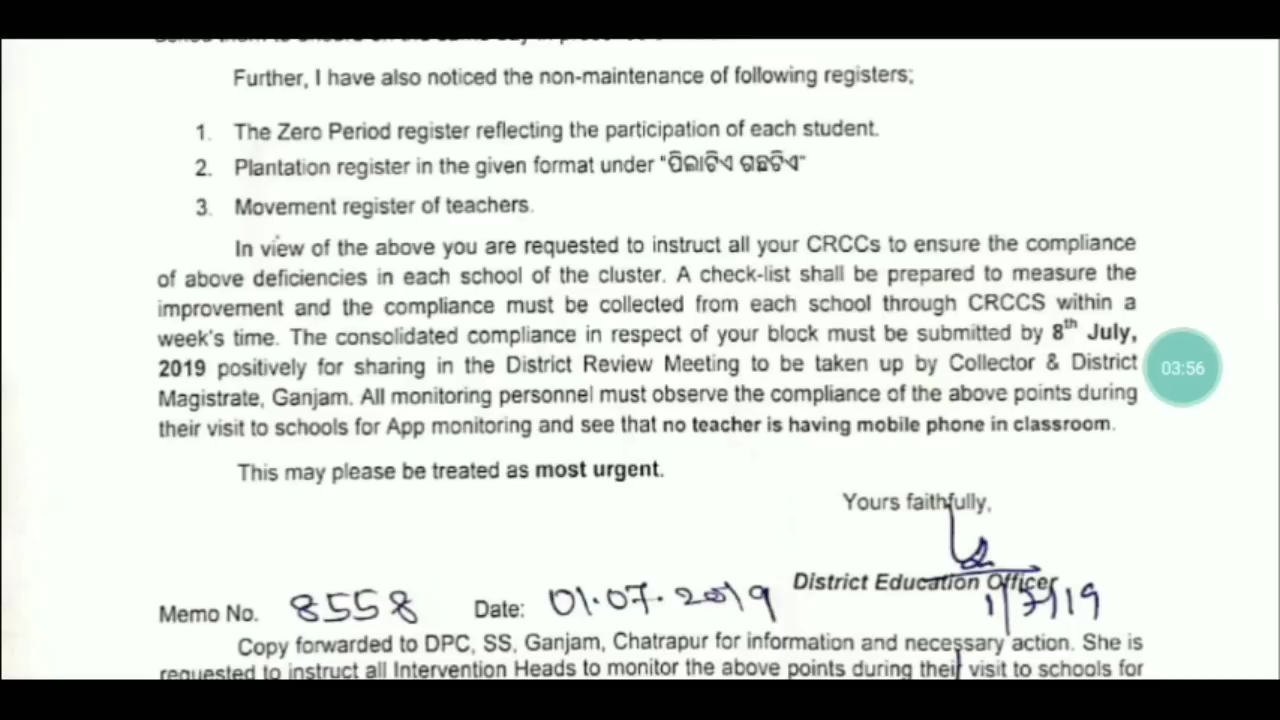 Further, I have also noticed the non-maintenance of following registers;
1. The Zero Period register reflecting the participation of each student.
2. Plantation register in the given format under "ପିଲାଟିଏ ଗଛଟିଏ"
3. Movement register of teachers.
In view of the above you are requested to instruct all your CRCCs to ensure the compliance
of above deficiencies in each school of the cluster. A check-list shall be prepared to measure the
improvement and the compliance must be collected from each school through CRCCS within a
week's time. The consolidated compliance in respect of your block must be submitted by 8th July,
2019 positively for sharing in the District Review Meeting to be taken up by Collector & District
Magistrate, Ganjam. All monitoring personnel must observe the compliance of the above points during
their visit to schools for App monitoring and see that no teacher is having mobile phone in classroom.
This may please be treated as most urgent.
Yours faithfully,
District Education Officer
1/7/19
Memo No. 8558 Date: 01.07.2019
Copy forwarded to DPC, SS, Ganjam, Chatrapur for information and necessary action. She is
requested to instruct all Intervention Heads to monitor the above points during their visit to schools for
03:56